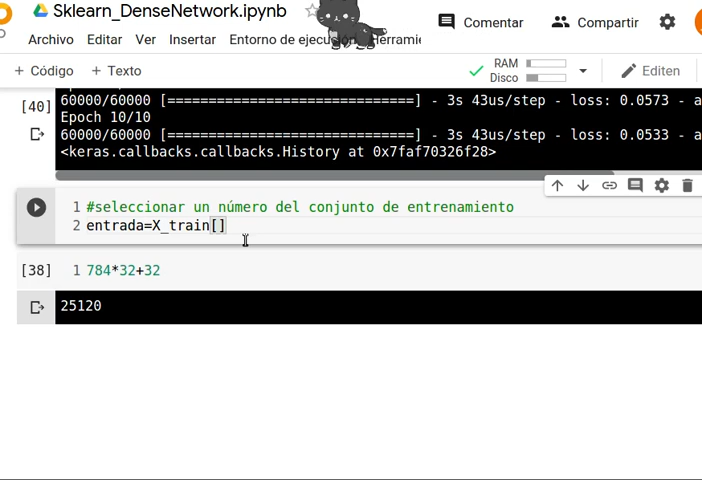 Sklearn_DenseNetwork.ipynb
Comentar
Compartir
Archivo Editar Ver Insertar Entorno de ejecución
+ Código + Texto
RAM
Disco
Editen
[40]
60000/60000 [==============================] - 3s 43us/step - loss: 0.0573 - a
Epoch 10/10
60000/60000 [==============================] - 3s 43us/step - loss: 0.0533 - a
<keras.callbacks.callbacks.History at 0x7faf70326f28>
1 #seleccionar un número del conjunto de entrenamiento
2 entrada=X_train[]
[38] 1 784*32+32
25120